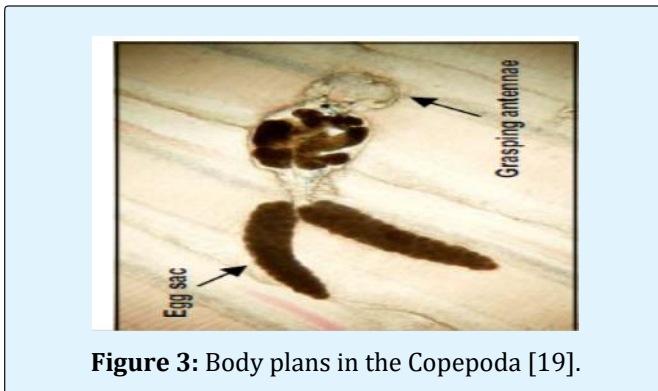 Grasping antennae
Egg sac
Figure 3: Body plans in the Copepoda [19].